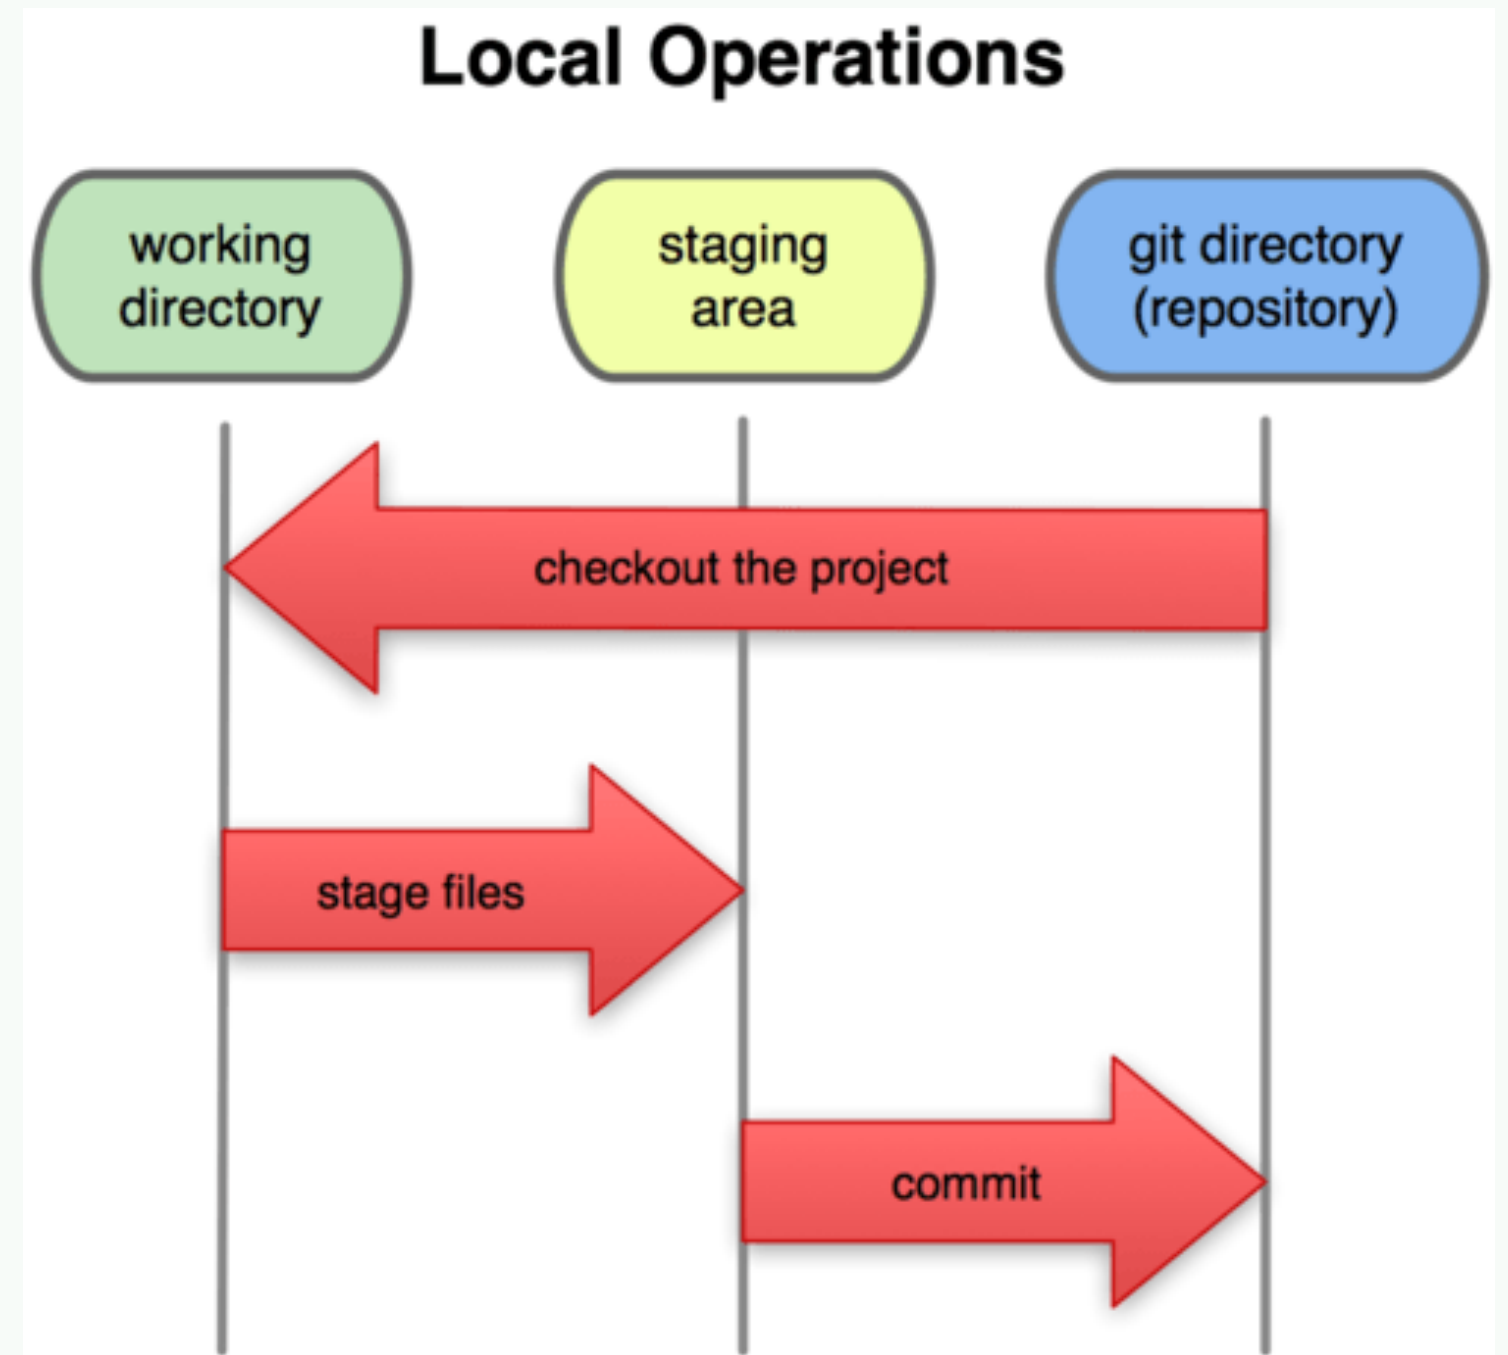 Local Operations
working
directory
staging
area
git directory
(repository)
checkout the project
stage files
commit